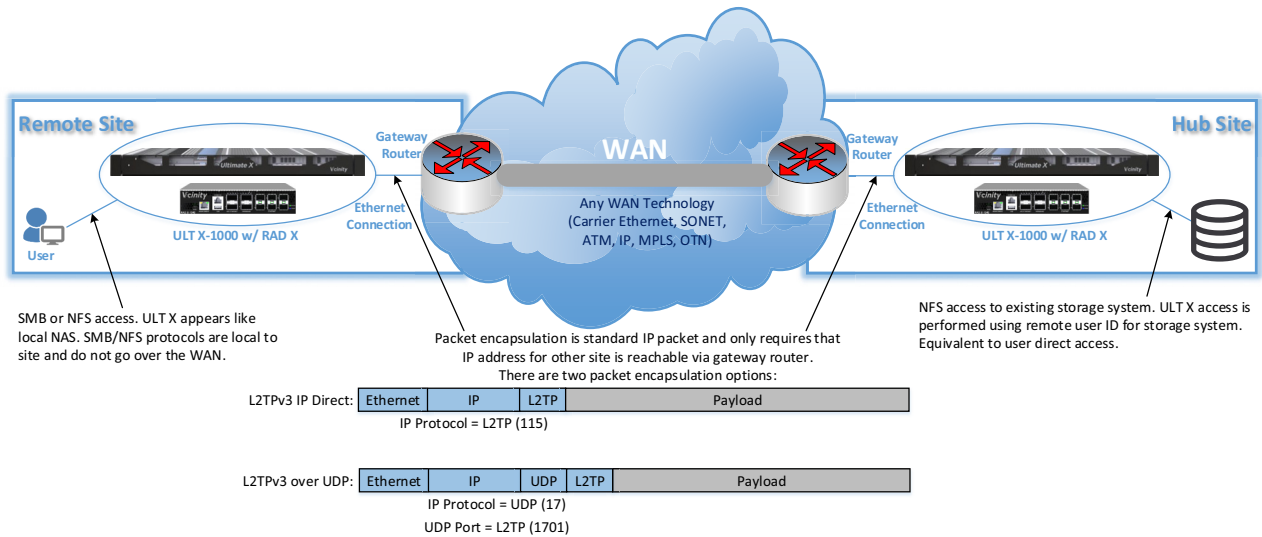 Remote Site
Ultimate X
Vcinity
Vcinity
ULT X-1000 w/ RAD X
User
Gateway
Router
Ethernet
Connection
WAN
Any WAN Technology
(Carrier Ethernet, SONET,
ATM, IP, MPLS, OTN)
Gateway
Router
Ethernet
Connection
Hub Site
Ultimate X
Vcinity
Vcinity
ULT X-1000 w/ RAD X
SMB or NFS access. ULT X appears like
local NAS. SMB/NFS protocols are local to
site and do not go over the WAN.
Packet encapsulation is standard IP packet and only requires that
IP address for other site is reachable via gateway router.
There are two packet encapsulation options:
NFS access to existing storage system. ULT X access is
performed using remote user ID for storage system.
Equivalent to user direct access.
L2TPv3 IP Direct: Ethernet IP L2TP Payload
IP Protocol = L2TP (115)
L2TPv3 over UDP: Ethernet IP UDP L2TP Payload
IP Protocol = UDP (17)
UDP Port = L2TP (1701)